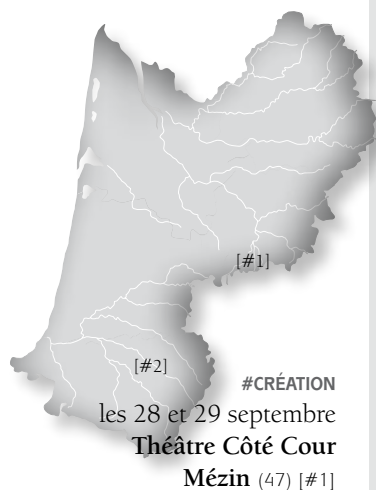 [#1]
[#2]
#CRÉATION
les 28 et 29 septembre
Théâtre Côté Cour
Mézin (47) [#1]